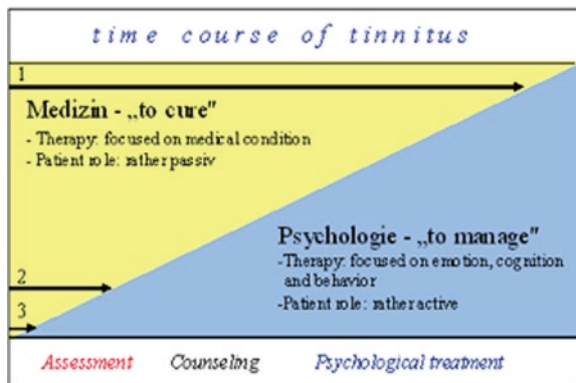 time course of tinnitus
1
Medizin - „to cure"
- Therapy: focused on medical condition
- Patient role: rather passiv
Psychologie - „to manage"
-Therapy: focused on emotion, cognition
and behavior
-Patient role: rather active
2
3
Assessment Counseling Psychological treatment